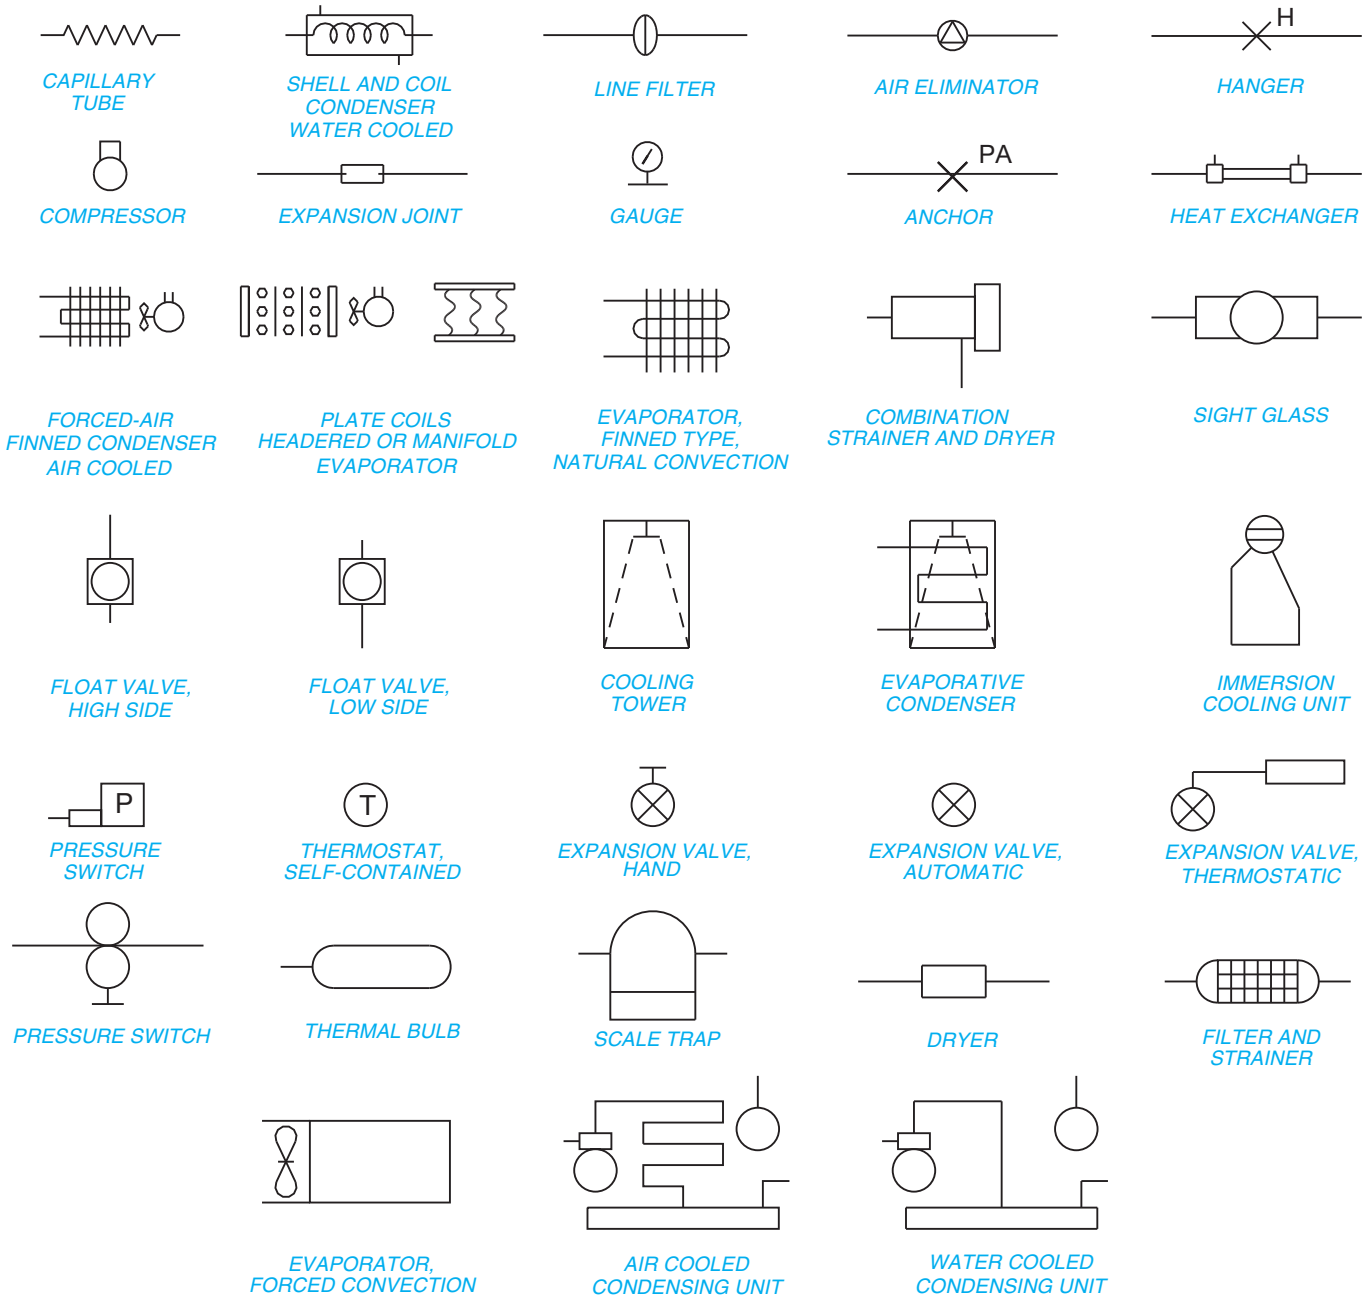 H
CAPILLARY
TUBE
SHELL AND COIL
CONDENSER
WATER COOLED
LINE FILTER
AIR ELIMINATOR
HANGER
PA
COMPRESSOR
EXPANSION JOINT
GAUGE
ANCHOR
HEAT EXCHANGER
FORCED-AIR
FINNED CONDENSER
AIR COOLED
PLATE COILS
HEADERED OR MANIFOLD
EVAPORATOR
EVAPORATOR,
FINNED TYPE,
NATURAL CONVECTION
COMBINATION
STRAINER AND DRYER
SIGHT GLASS
FLOAT VALVE,
HIGH SIDE
FLOAT VALVE,
LOW SIDE
COOLING
TOWER
EVAPORATIVE
CONDENSER
IMMERSION
COOLING UNIT
P
T
PRESSURE
SWITCH
THERMOSTAT,
SELF-CONTAINED
EXPANSION VALVE,
HAND
EXPANSION VALVE,
AUTOMATIC
EXPANSION VALVE,
THERMOSTATIC
PRESSURE SWITCH
THERMAL BULB
SCALE TRAP
DRYER
FILTER AND
STRAINER
EVAPORATOR,
FORCED CONVECTION
AIR COOLED
CONDENSING UNIT
WATER COOLED
CONDENSING UNIT